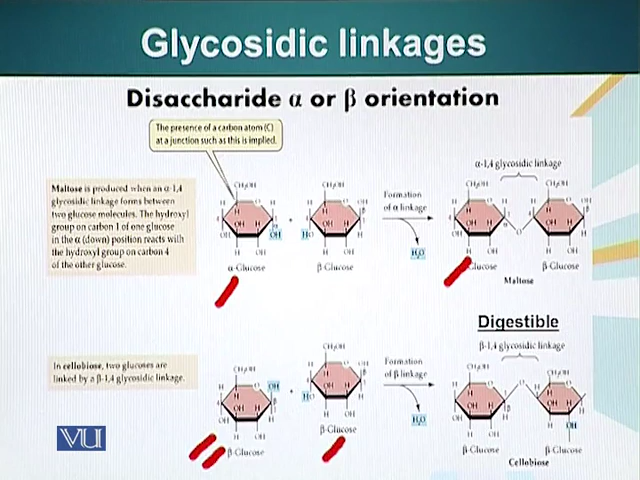 Glycosidic linkages
Disaccharide α or β orientation
The presence of a carbon atom (C)
at a junction such as this is implied.
Maltose is produced when an α-1,4
glycosidic linkage forms between
two glucose molecules. The hydroxyl
group on carbon 1 of one glucose
in the α (down) position reacts with
the hydroxyl group on carbon 4
of the other glucose.
α-1,4 glycosidic linkage
CH₂OH
CH₂OH
Formation
of α linkage
CH₂OH
CH₂OH
H₂O
α-Glucose
β-Glucose
β-Glucose
Maltose
Digestible
In cellobiose, two glucoses are
linked by a β-1,4 glycosidic linkage.
β-1,4 glycosidic linkage
CH₂OH
CH₂OH
Formation
of β linkage
CH₂OH
H₂O
β-Glucose
β-Glucose
β-Glucose
β-Glucose
Cellobiose
VU